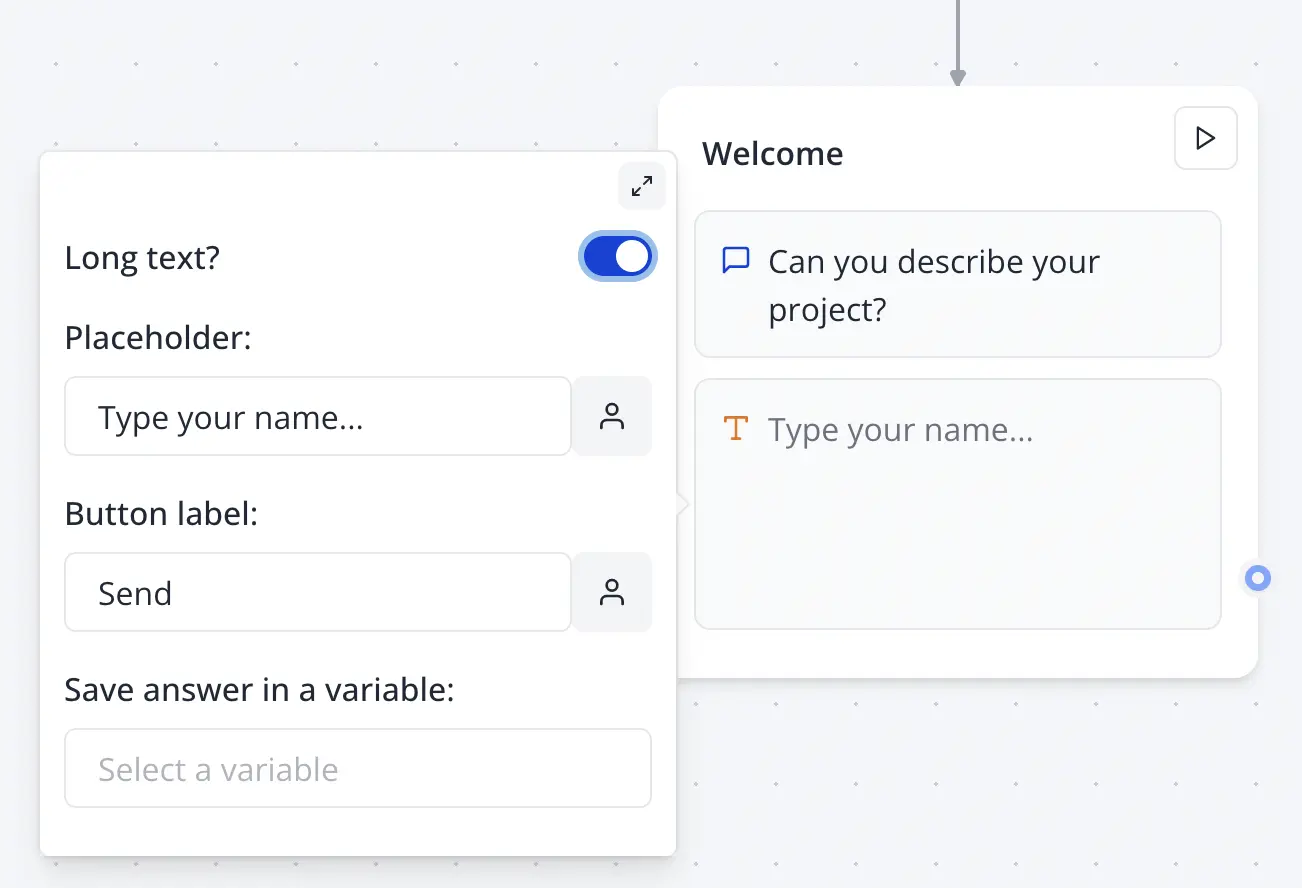 Long text?
Placeholder:
Type your name...
Button label:
Send
Save answer in a variable:
Select a variable
Welcome
Can you describe your
project?
Type your name...